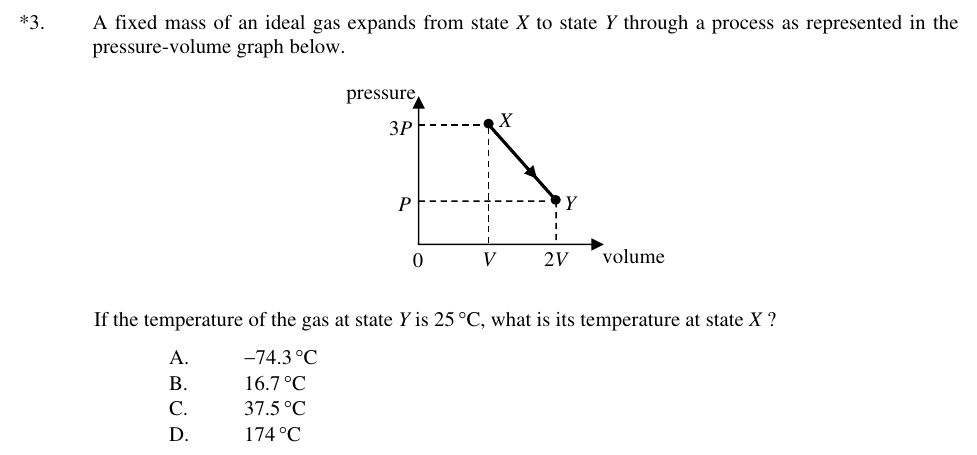 *3. A fixed mass of an ideal gas expands from state X to state Y through a process as represented in the
pressure-volume graph below.
pressure
3P
X
P
Y
0
V
2V
volume
If the temperature of the gas at state Y is 25 °C, what is its temperature at state X ?
A. –74.3 °C
B. 16.7 °C
C. 37.5 °C
D. 174 °C